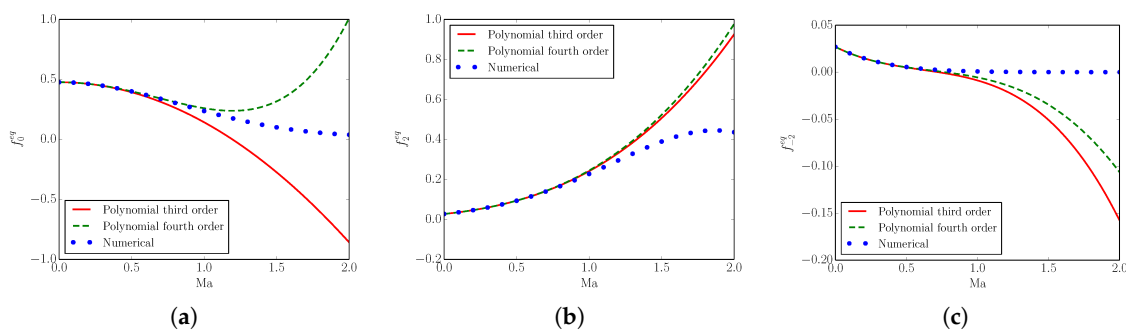 1.0
0.5
0.0
−0.5
−1.0
f_0^{eq}
Polynomial third order
Polynomial fourth order
Numerical
0.0 0.5 1.0 1.5 2.0
Ma
(a)
1.0
0.8
0.6
0.4
0.2
0.0
−0.2
f_2^{eq}
Polynomial third order
Polynomial fourth order
Numerical
0.0 0.5 1.0 1.5 2.0
Ma
(b)
0.05
0.00
−0.05
−0.10
−0.15
−0.20
f_{−2}^{eq}
Polynomial third order
Polynomial fourth order
Numerical
0.0 0.5 1.0 1.5 2.0
Ma
(c)